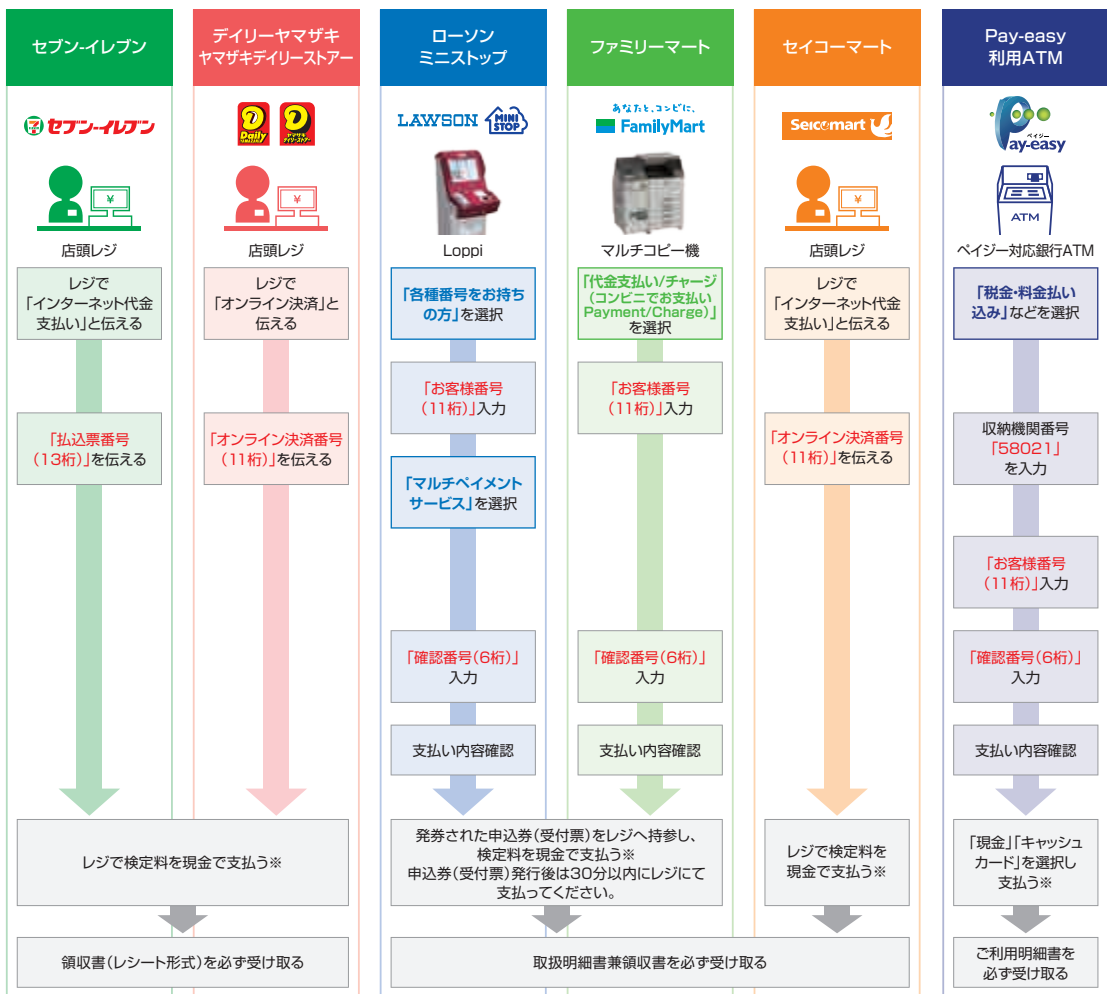 セブン-イレブン
デイリーヤマザキ
ヤマザキデイリーストアー
ローソン
ミニストップ
ファミリーマート
セイコーマート
Pay-easy
利用ATM
セブン-イレブン
Daily
ヤマザキ
デイリーストアー
LAWSON
MINI
STOP
あなたと、コンビに、
FamilyMart
Seicomart
ペイジー
Pay-easy
¥
¥
¥
ATM
店頭レジ
店頭レジ
Loppi
マルチコピー機
店頭レジ
ペイジー対応銀行ATM
レジで
「インターネット代金
支払い」と伝える
レジで
「オンライン決済」と
伝える
「各種番号をお持ち
の方」を選択
「代金支払い/チャージ
(コンビニでお支払い
Payment/Charge)」
を選択
レジで
「インターネット代金
支払い」と伝える
「税金・料金払い
込み」などを選択
「お客様番号
(11桁)」入力
「お客様番号
(11桁)」入力
「払込票番号
(13桁)」を伝える
「オンライン決済番号
(11桁)」を伝える
「マルチペイメント
サービス」を選択
「オンライン決済番号
(11桁)」を伝える
収納機関番号
「58021」
を入力
「お客様番号
(11桁)」入力
「確認番号(6桁)」
入力
「確認番号(6桁)」
入力
「確認番号(6桁)」
入力
支払い内容確認
支払い内容確認
支払い内容確認
レジで検定料を現金で支払う※
発券された申込券(受付票)をレジへ持参し、
検定料を現金で支払う※
申込券(受付票)発行後は30分以内にレジにて
支払ってください。
レジで検定料を
現金で支払う※
「現金」「キャッシュ
カード」を選択し
支払う※
領収書(レシート形式)を必ず受け取る
取扱明細書兼領収書を必ず受け取る
ご利用明細書を
必ず受け取る